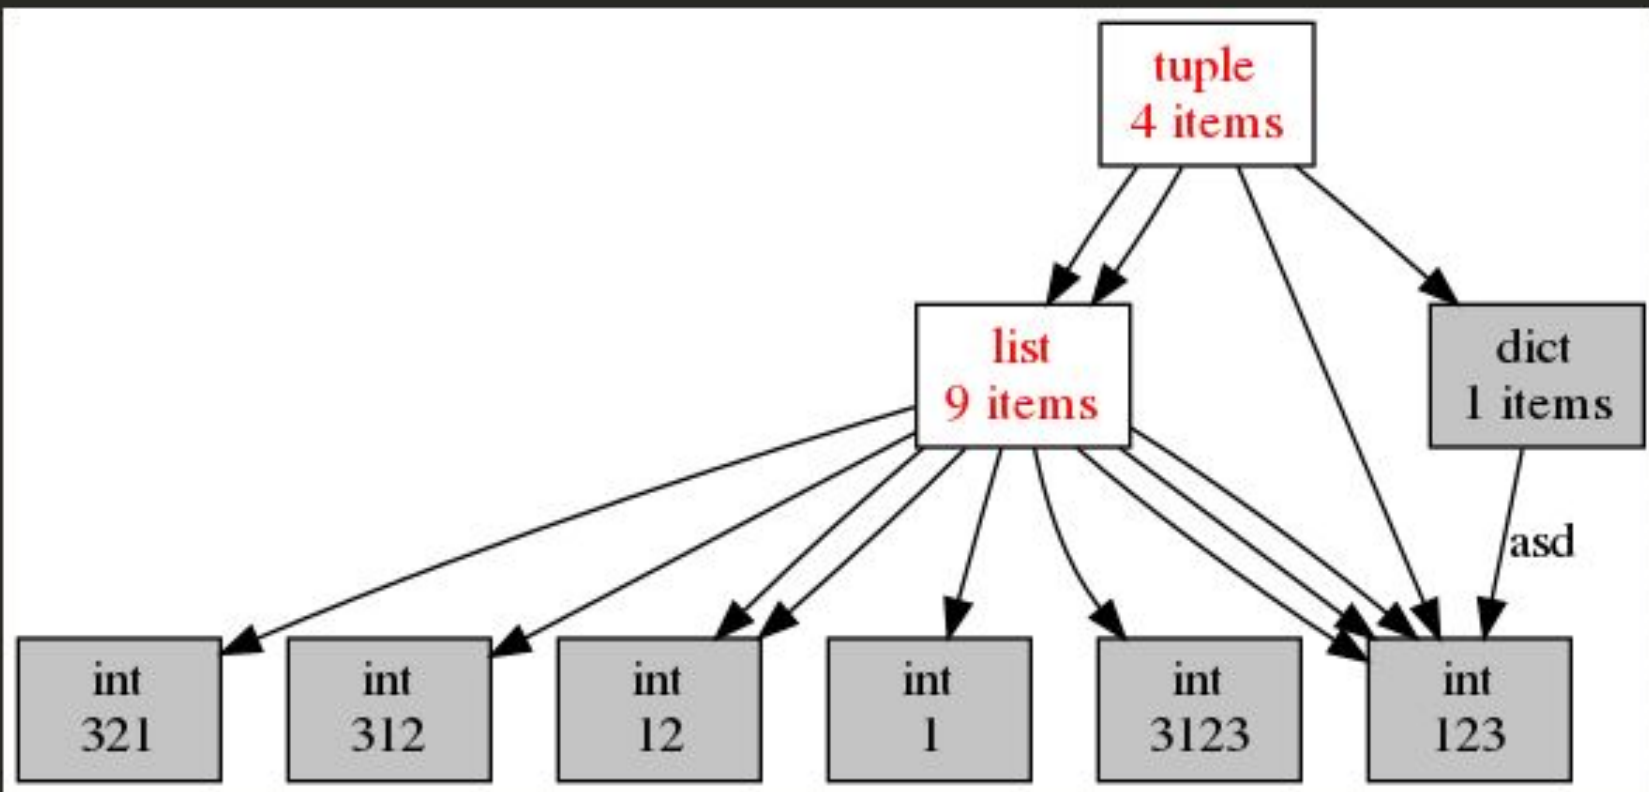 tuple
4 items
list
9 items
dict
1 items
asd
int
321
int
312
int
12
int
1
int
3123
int
123